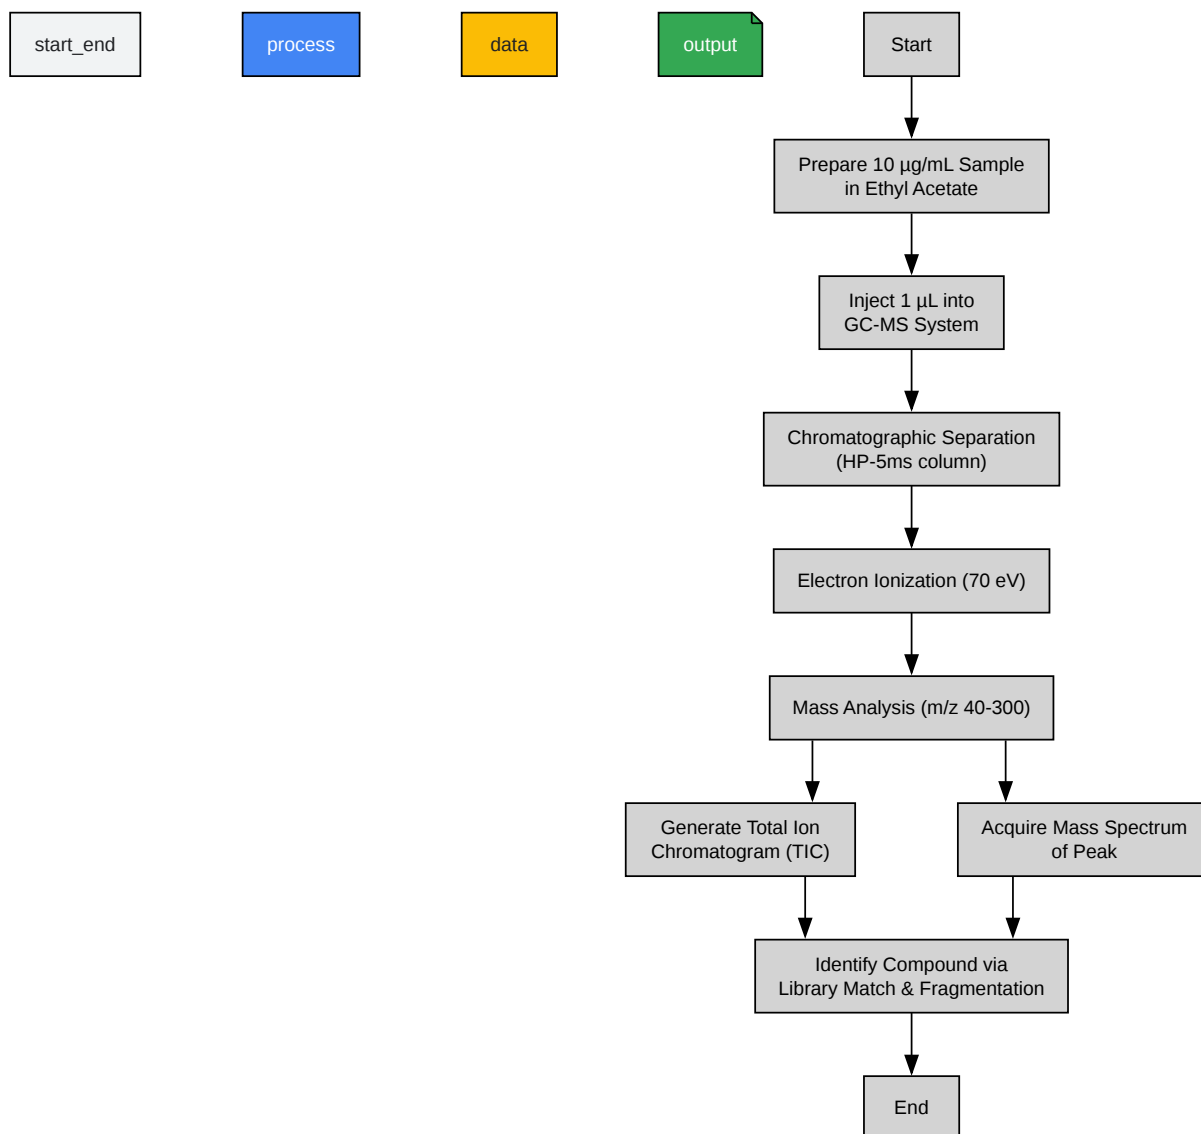 start_end
process
data
output
Start
Prepare 10 µg/mL Sample
in Ethyl Acetate
Inject 1 µL into
GC-MS System
Chromatographic Separation
(HP-5ms column)
Electron Ionization (70 eV)
Mass Analysis (m/z 40-300)
Generate Total Ion
Chromatogram (TIC)
Acquire Mass Spectrum
of Peak
Identify Compound via
Library Match & Fragmentation
End